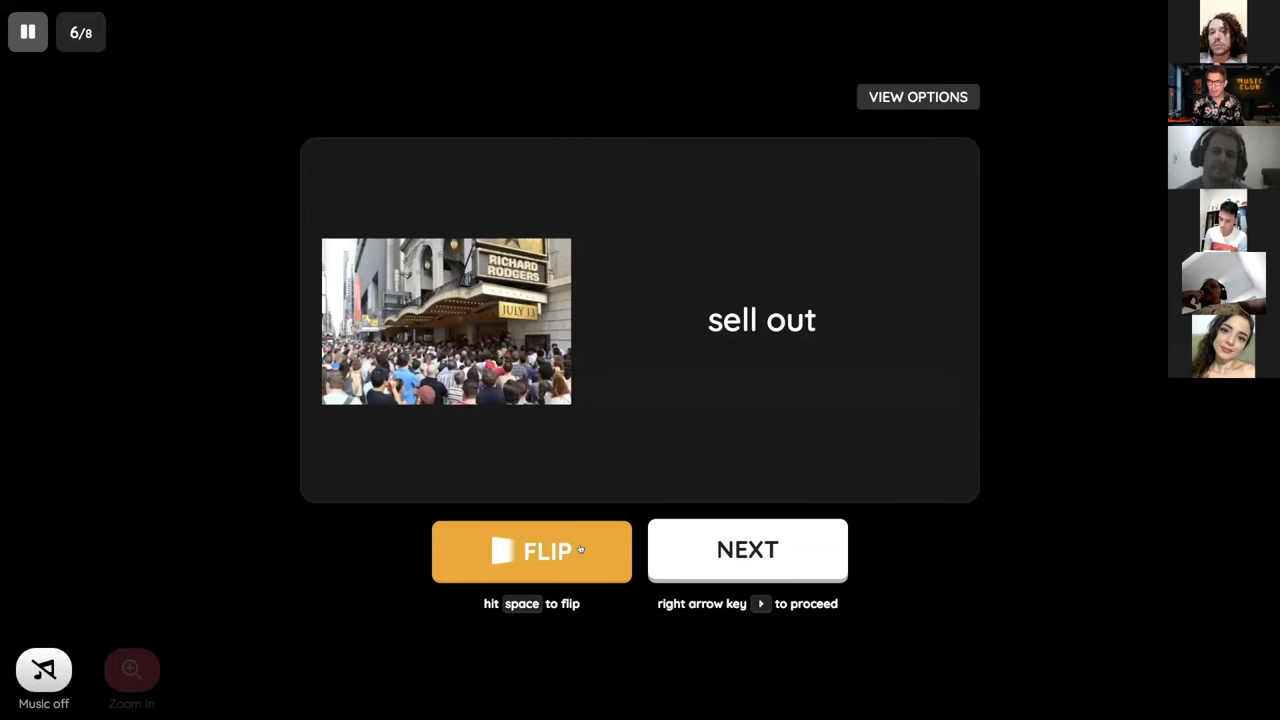 6/8
MUSIC
CLUB
VIEW OPTIONS
RICHARD
RODGERS
JULY 13
sell out
FLIP
NEXT
hit space to flip
right arrow key to proceed
Music off
Zoom In